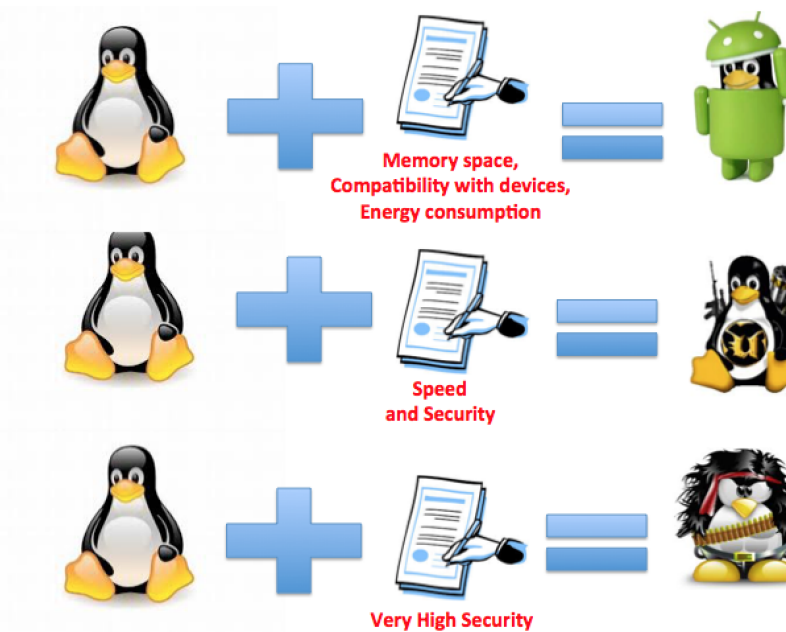 Memory space,
Compatibility with devices,
Energy consumption
Speed
and Security
Very High Security